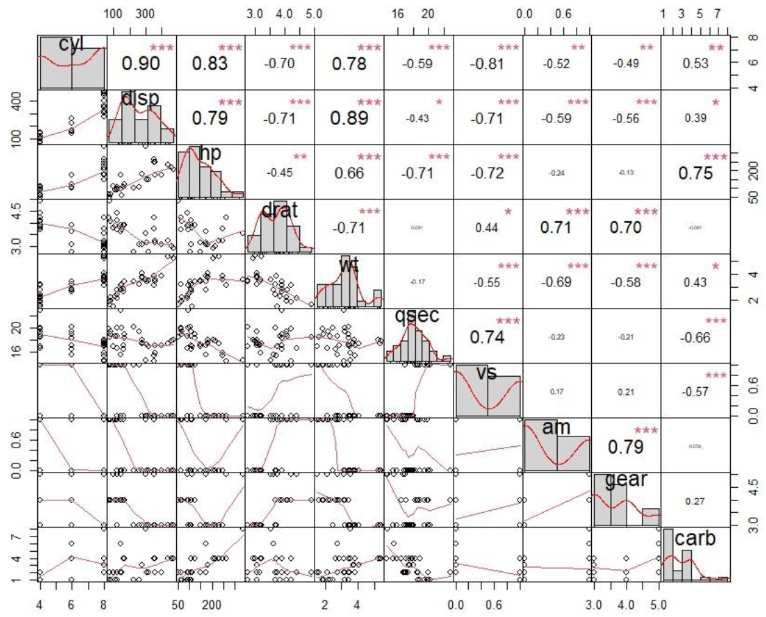 100 300 3.0 4.0 5.0 16 20 0.0 0.6 1 3 5 7
cyl 0.90 *** 0.83 *** -0.70 *** 0.78 *** -0.59 *** -0.81 *** -0.52 ** -0.49 ** 0.53 ** 4 6 8
100 400 disp 0.79 *** -0.71 *** 0.89 *** -0.43 * -0.71 *** -0.59 *** -0.56 *** 0.39 *
hp -0.45 ** 0.66 *** -0.71 *** -0.72 *** -0.24 -0.13 0.75 *** 50 200
3.0 4.5 drat -0.71 *** 0.44 * 0.71 *** 0.70 ***
wt -0.17 -0.55 *** -0.69 *** -0.58 *** 0.43 * 2 4
16 20 qsec 0.74 *** -0.23 -0.21 -0.66 ***
vs 0.17 0.21 -0.57 *** 0.0 0.6
0.0 0.6 am 0.79 ***
gear 0.27 3.0 4.5
1 4 7 carb
4 6 8 50 200 2 4 0.0 0.6 3.0 4.0 5.0